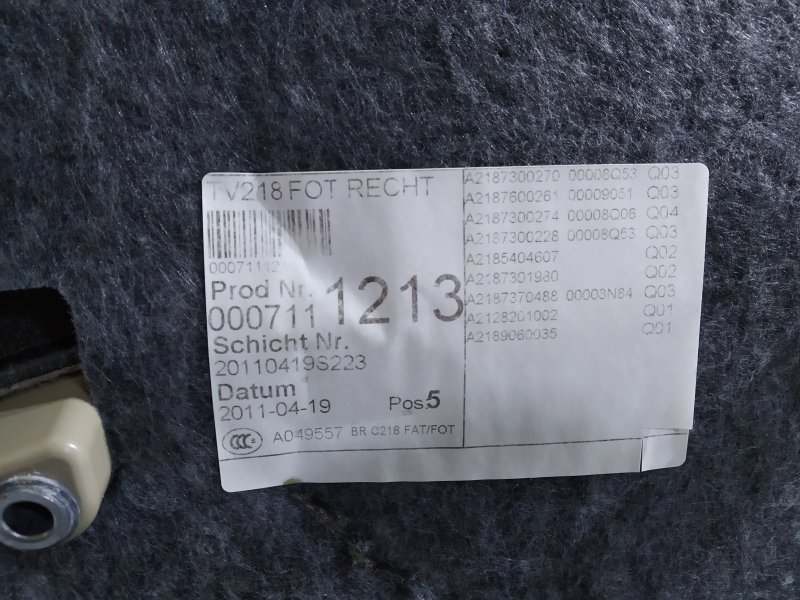 TV218 FOT RECHT
Prod Nr.
000711 1213
Schicht Nr.
20110419S223
Datum
2011-04-19 Pos:5
CCC A049557 BR C218 FAT/FOT
A2187300270 00008Q53 Q03
A2187600261 00009051 Q03
A2187300274 00008Q06 Q04
A2187300228 00008Q53 Q03
A2185404607 Q02
A2187301980 Q02
A2187370488 00003N84 Q03
A2128201002 Q01
A2189060035 Q01